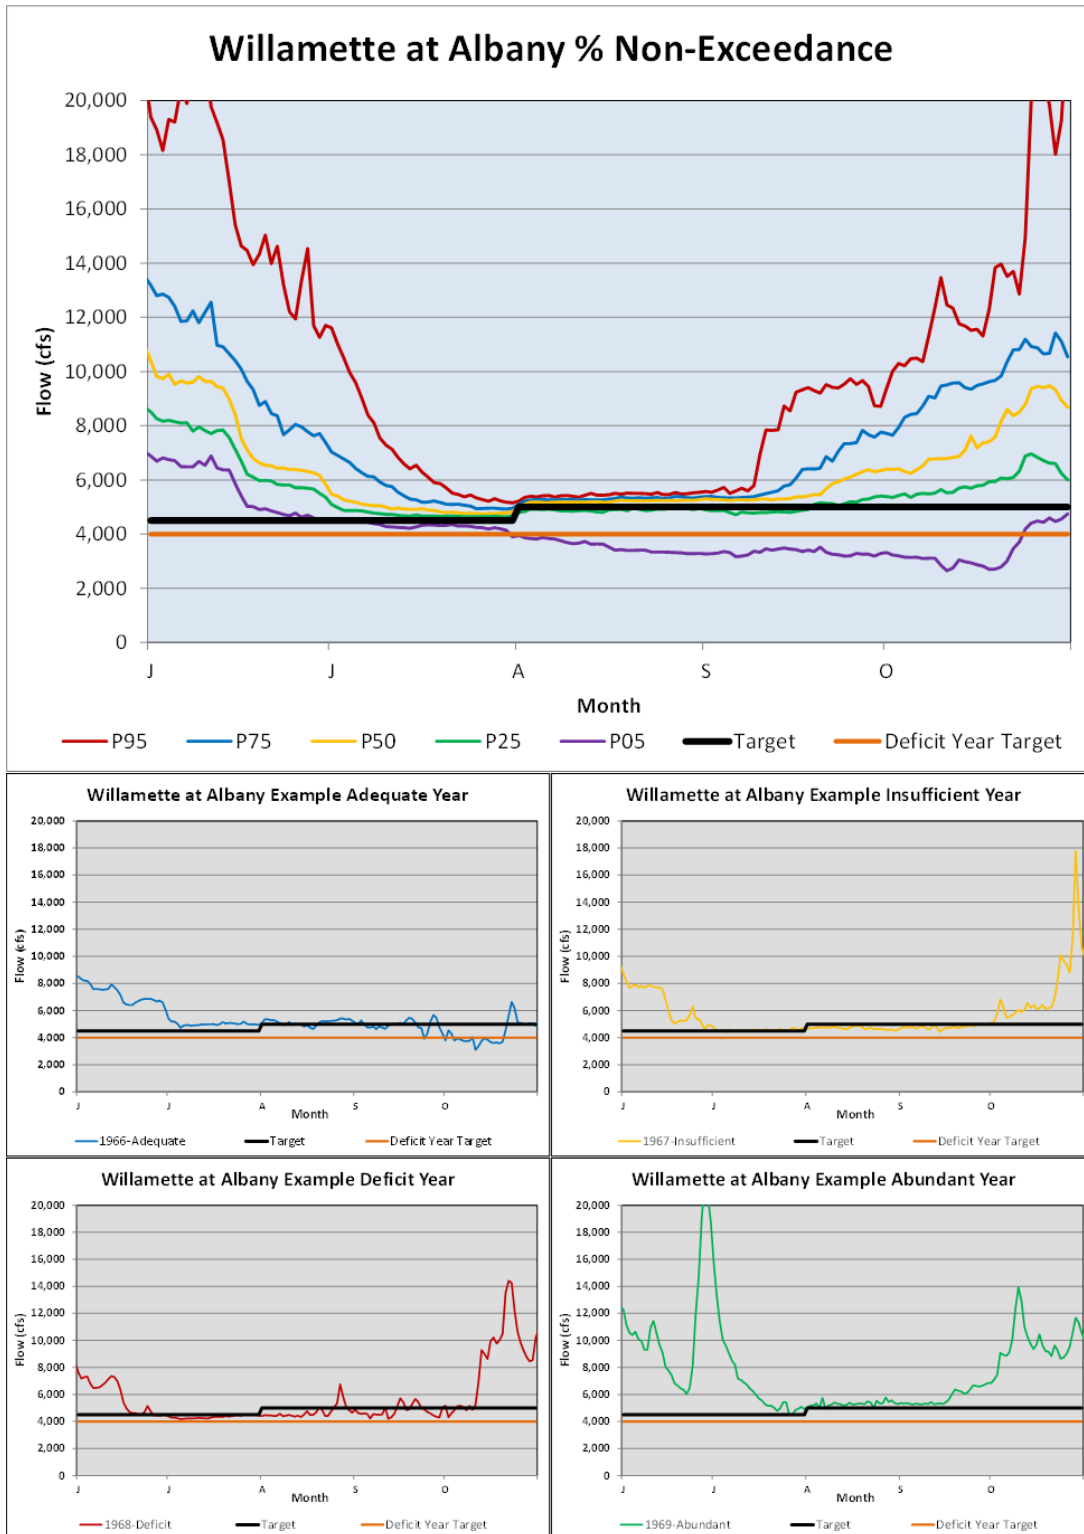 Willamette at Albany % Non-Exceedance
20,000
18,000
16,000
14,000
12,000
10,000
8,000
6,000
4,000
2,000
0
Flow (cfs)
J J A S O
Month
P95 P75 P50 P25 P05 Target Deficit Year Target
Willamette at Albany Example Adequate Year
20,000
18,000
16,000
14,000
12,000
10,000
8,000
6,000
4,000
2,000
0
Flow (cfs)
J J A S O
Month
1966-Adequate Target Deficit Year Target
Willamette at Albany Example Insufficient Year
20,000
18,000
16,000
14,000
12,000
10,000
8,000
6,000
4,000
2,000
0
Flow (cfs)
J J A S O
Month
1967-Insufficient Target Deficit Year Target
Willamette at Albany Example Deficit Year
20,000
18,000
16,000
14,000
12,000
10,000
8,000
6,000
4,000
2,000
0
Flow (cfs)
J J A S O
Month
1968-Deficit Target Deficit Year Target
Willamette at Albany Example Abundant Year
20,000
18,000
16,000
14,000
12,000
10,000
8,000
6,000
4,000
2,000
0
Flow (cfs)
J J A S O
Month
1969-Abundant Target Deficit Year Target